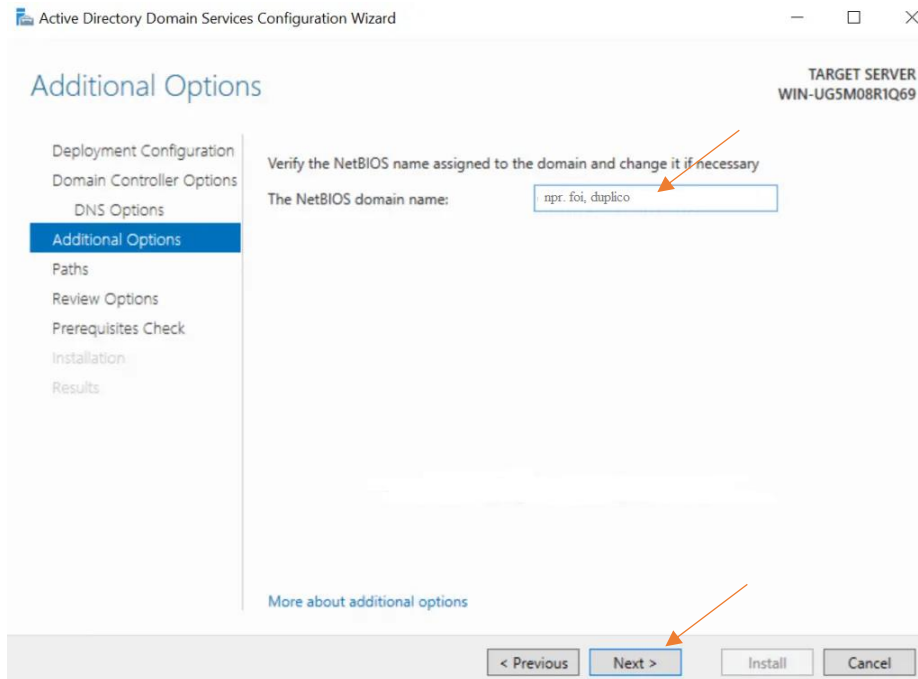 Active Directory Domain Services Configuration Wizard
Additional Options
TARGET SERVER
WIN-UG5M08R1Q69
Deployment Configuration
Domain Controller Options
DNS Options
Additional Options
Paths
Review Options
Prerequisites Check
Installation
Results
Verify the NetBIOS name assigned to the domain and change it if necessary
The NetBIOS domain name:
npr. foi, duplico
More about additional options
< Previous
Next >
Install
Cancel